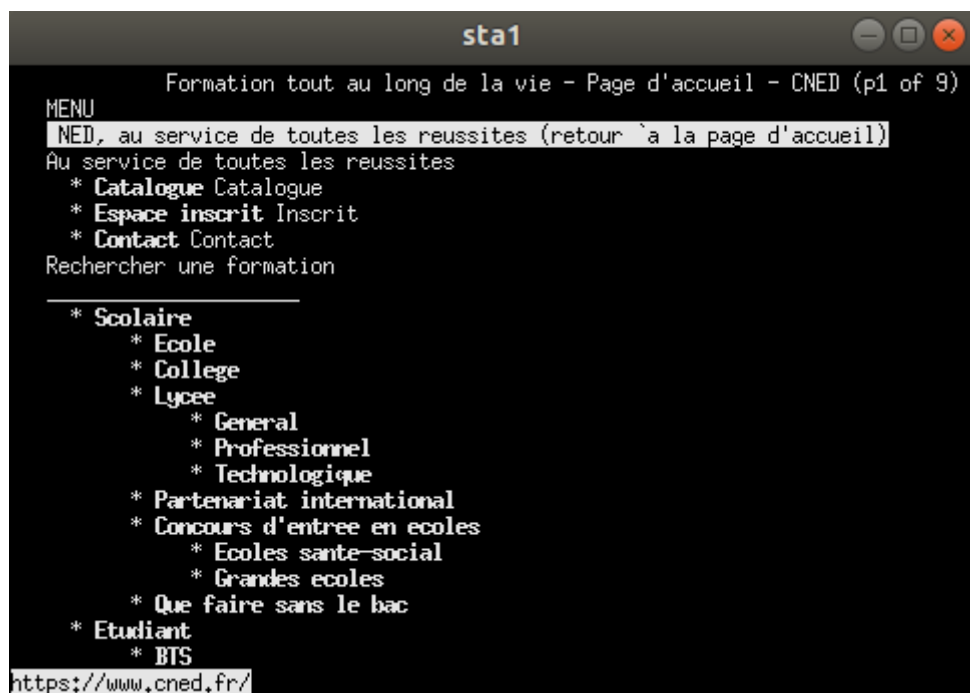 sta1
Formation tout au long de la vie - Page d'accueil - CNED (p1 of 9)
MENU
NED, au service de toutes les reussites (retour `a la page d'accueil)
Au service de toutes les reussites
* Catalogue Catalogue
* Espace inscrit Inscrit
* Contact Contact
Rechercher une formation
____________________
* Scolaire
* Ecole
* College
* Lycee
* General
* Professionnel
* Technologique
* Partenariat international
* Concours d'entree en ecoles
* Ecoles sante-social
* Grandes ecoles
* Que faire sans le bac
* Etudiant
* BTS
https://www.cned.fr/